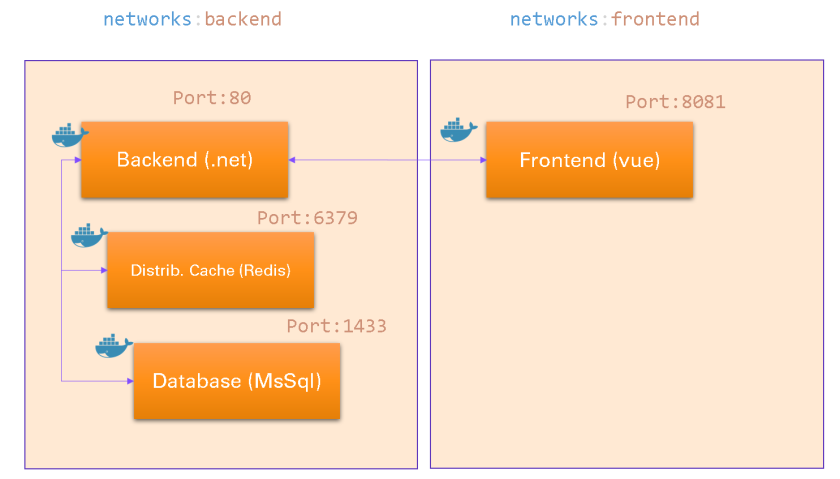 networks:backend
networks:frontend
Port:80
Backend (.net)
Port:6379
Distrib. Cache (Redis)
Port:1433
Database (MsSql)
Port:8081
Frontend (vue)